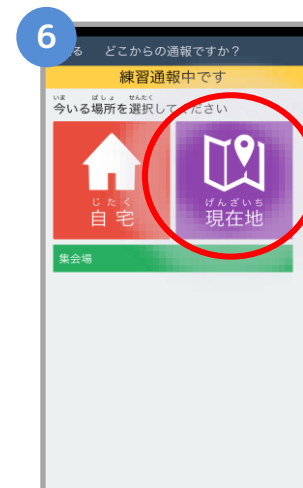 6
る どこからの通報ですか?
練習通報中です
いま ばしょ せんたく
今いる場所を選択してください
じたく
自宅
げんざいち
現在地
集会場